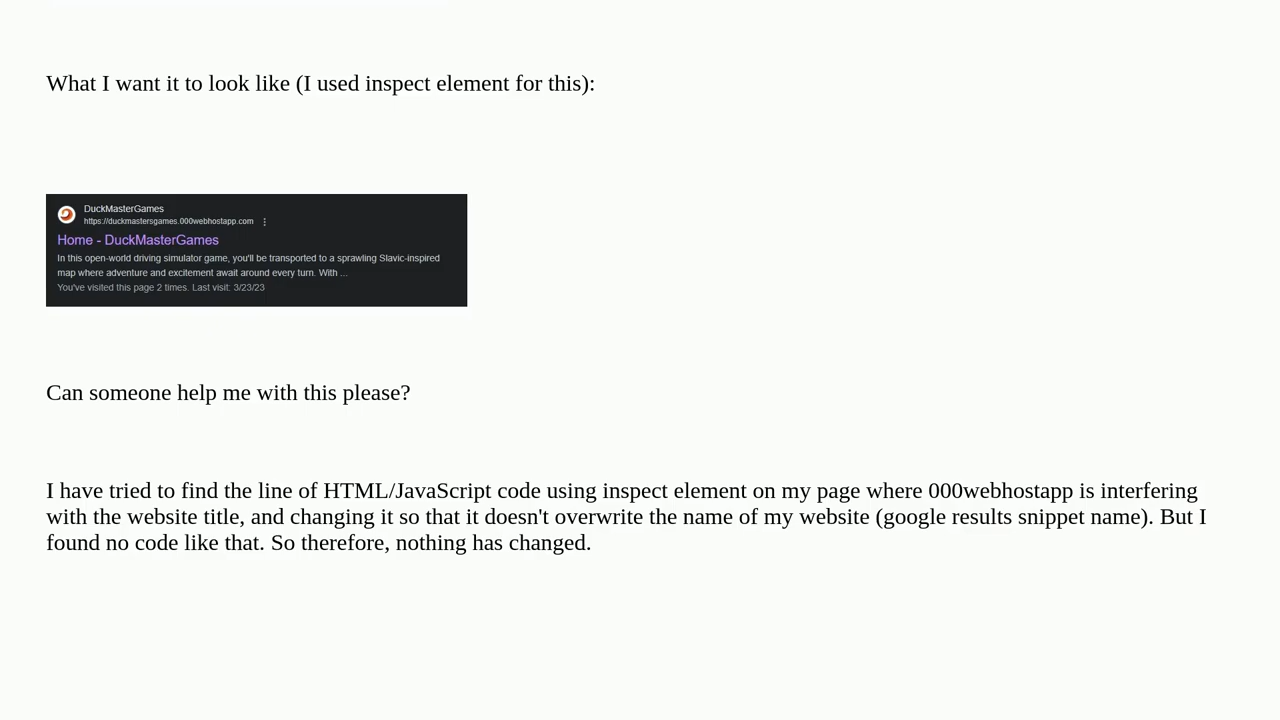 What I want it to look like (I used inspect element for this):
DuckMasterGames
https://duckmastersgames.000webhostapp.com
Home - DuckMasterGames
In this open-world driving simulator game, you'll be transported to a sprawling Slavic-inspired
map where adventure and excitement await around every turn. With ...
You've visited this page 2 times. Last visit: 3/23/23
Can someone help me with this please?
I have tried to find the line of HTML/JavaScript code using inspect element on my page where 000webhostapp is interfering
with the website title, and changing it so that it doesn't overwrite the name of my website (google results snippet name). But I
found no code like that. So therefore, nothing has changed.